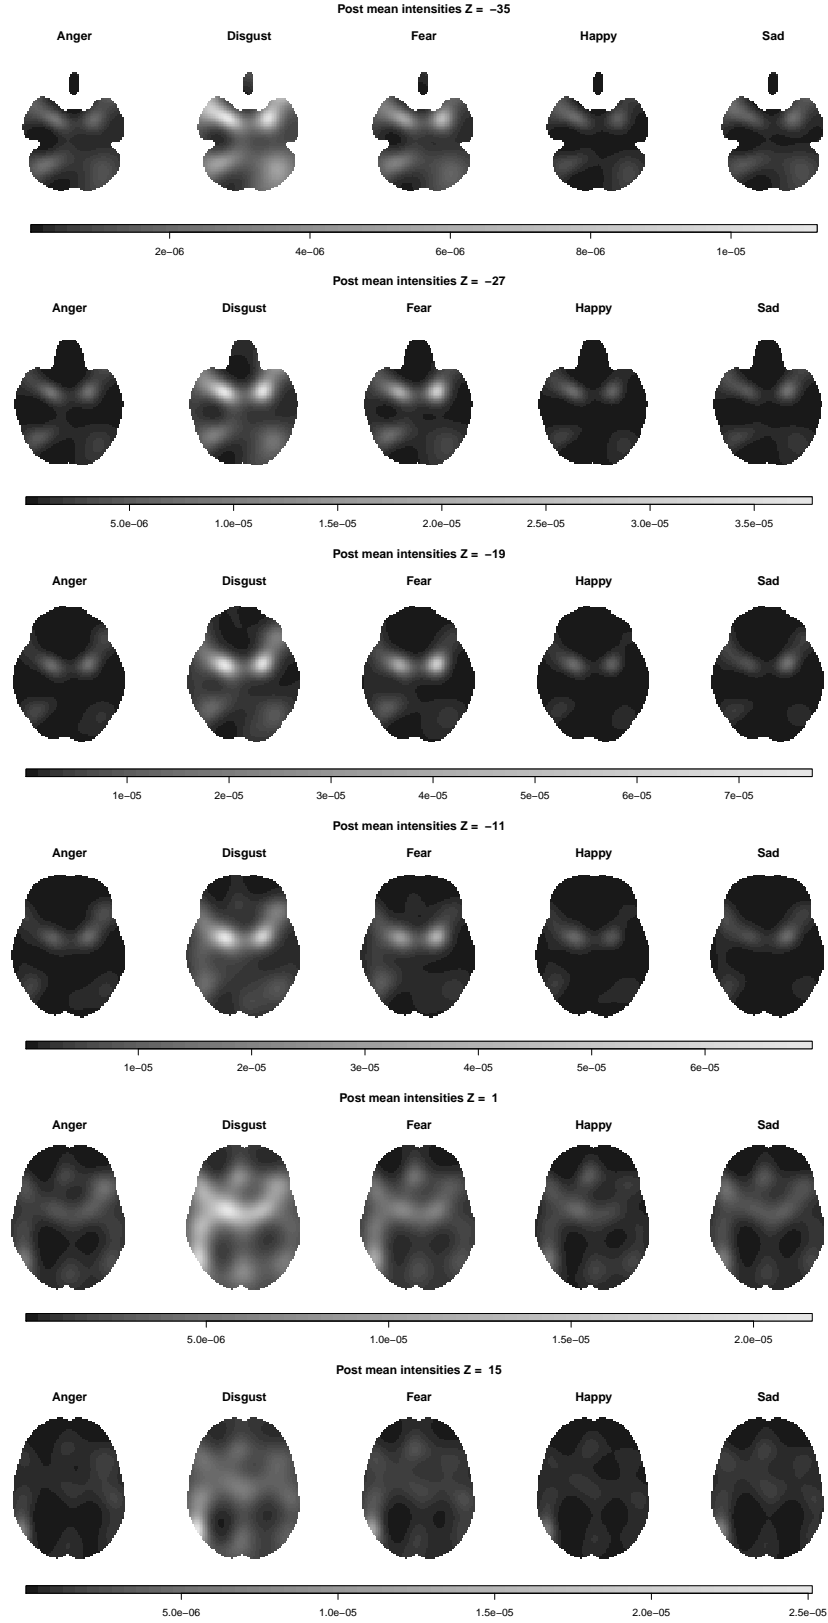 Post mean intensities Z = −35
Anger Disgust Fear Happy Sad
2e−06 4e−06 6e−06 8e−06 1e−05
Post mean intensities Z = −27
Anger Disgust Fear Happy Sad
5.0e−06 1.0e−05 1.5e−05 2.0e−05 2.5e−05 3.0e−05 3.5e−05
Post mean intensities Z = −19
Anger Disgust Fear Happy Sad
1e−05 2e−05 3e−05 4e−05 5e−05 6e−05 7e−05
Post mean intensities Z = −11
Anger Disgust Fear Happy Sad
1e−05 2e−05 3e−05 4e−05 5e−05 6e−05
Post mean intensities Z = 1
Anger Disgust Fear Happy Sad
5.0e−06 1.0e−05 1.5e−05 2.0e−05
Post mean intensities Z = 15
Anger Disgust Fear Happy Sad
5.0e−06 1.0e−05 1.5e−05 2.0e−05 2.5e−05